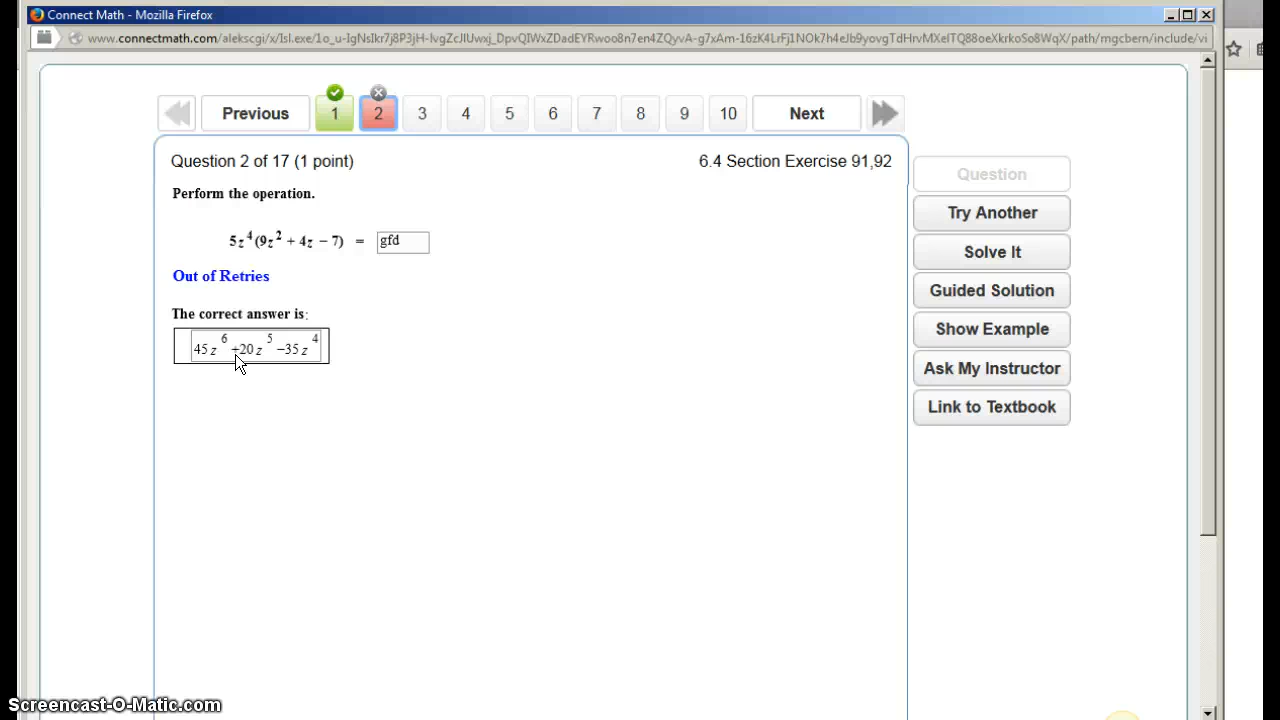 Connect Math - Mozilla Firefox
Previous 1 2 3 4 5 6 7 8 9 10 Next
Question 2 of 17 (1 point) 6.4 Section Exercise 91,92
Perform the operation.
5z⁴(9z² + 4z − 7) = gfd
Out of Retries
The correct answer is:
45z⁶+20z⁵−35z⁴
Question
Try Another
Solve It
Guided Solution
Show Example
Ask My Instructor
Link to Textbook
Screencast-O-Matic.com